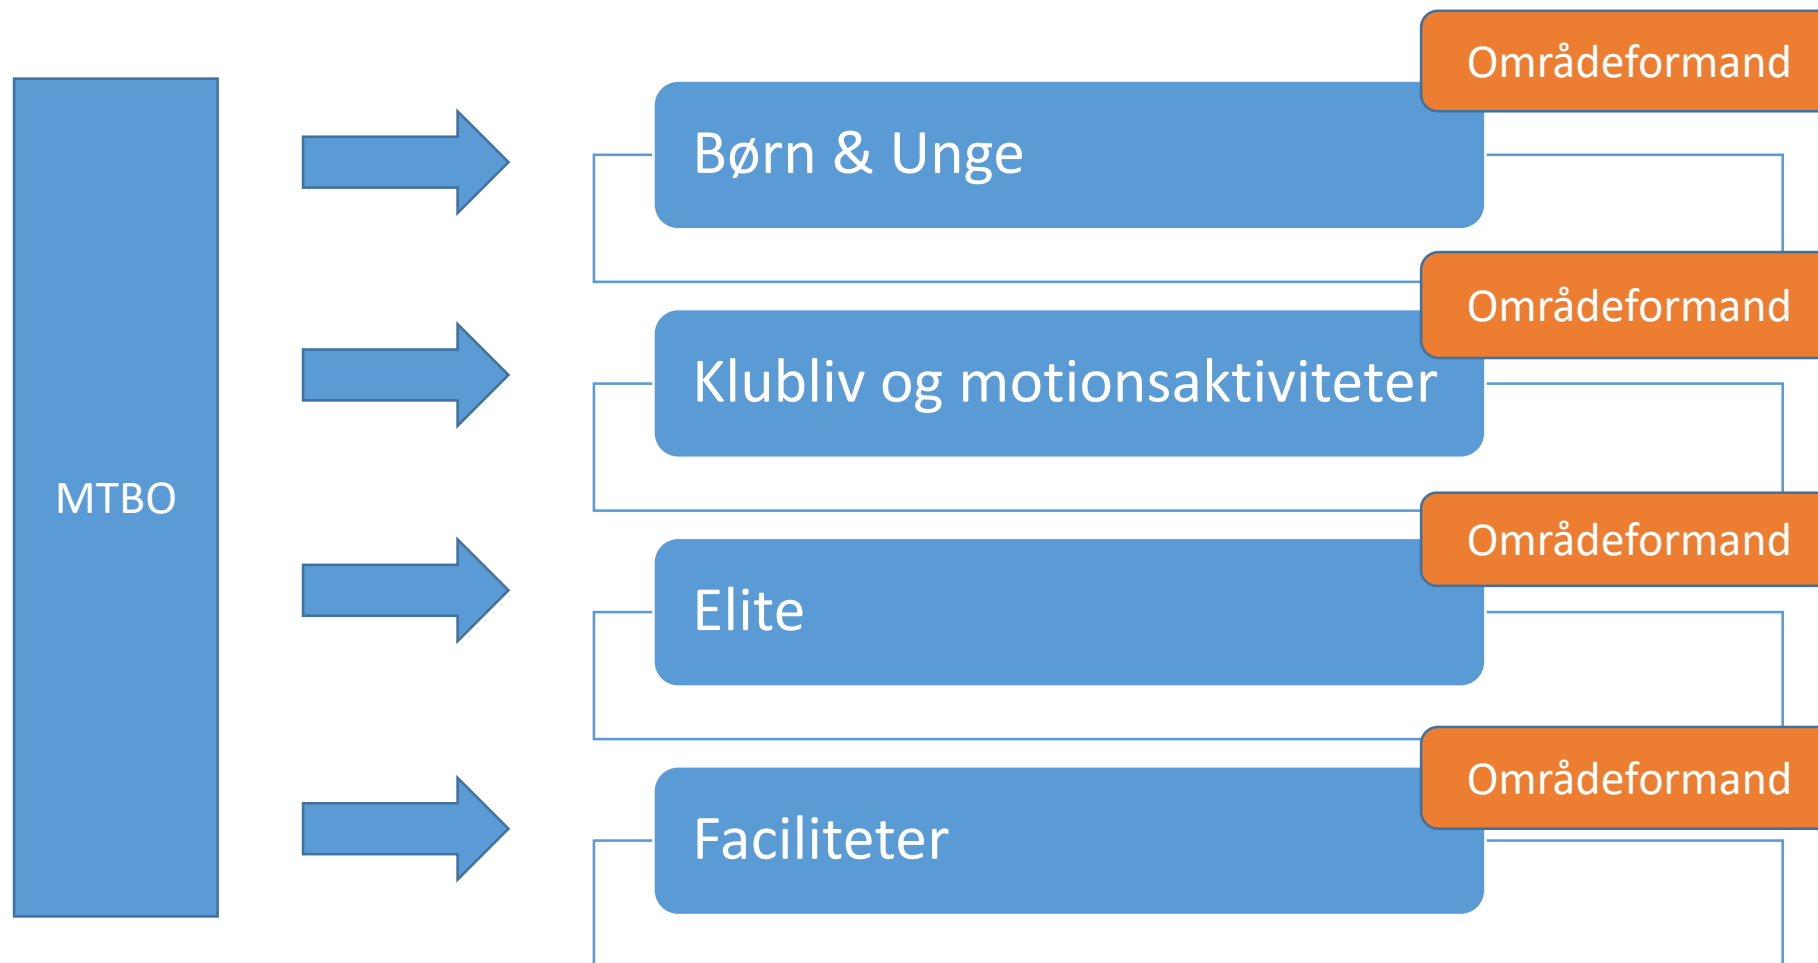 Områdeformand
Børn & Unge
Områdeformand
Klubliv og motionsaktiviteter
MTBO
Områdeformand
Elite
Områdeformand
Faciliteter